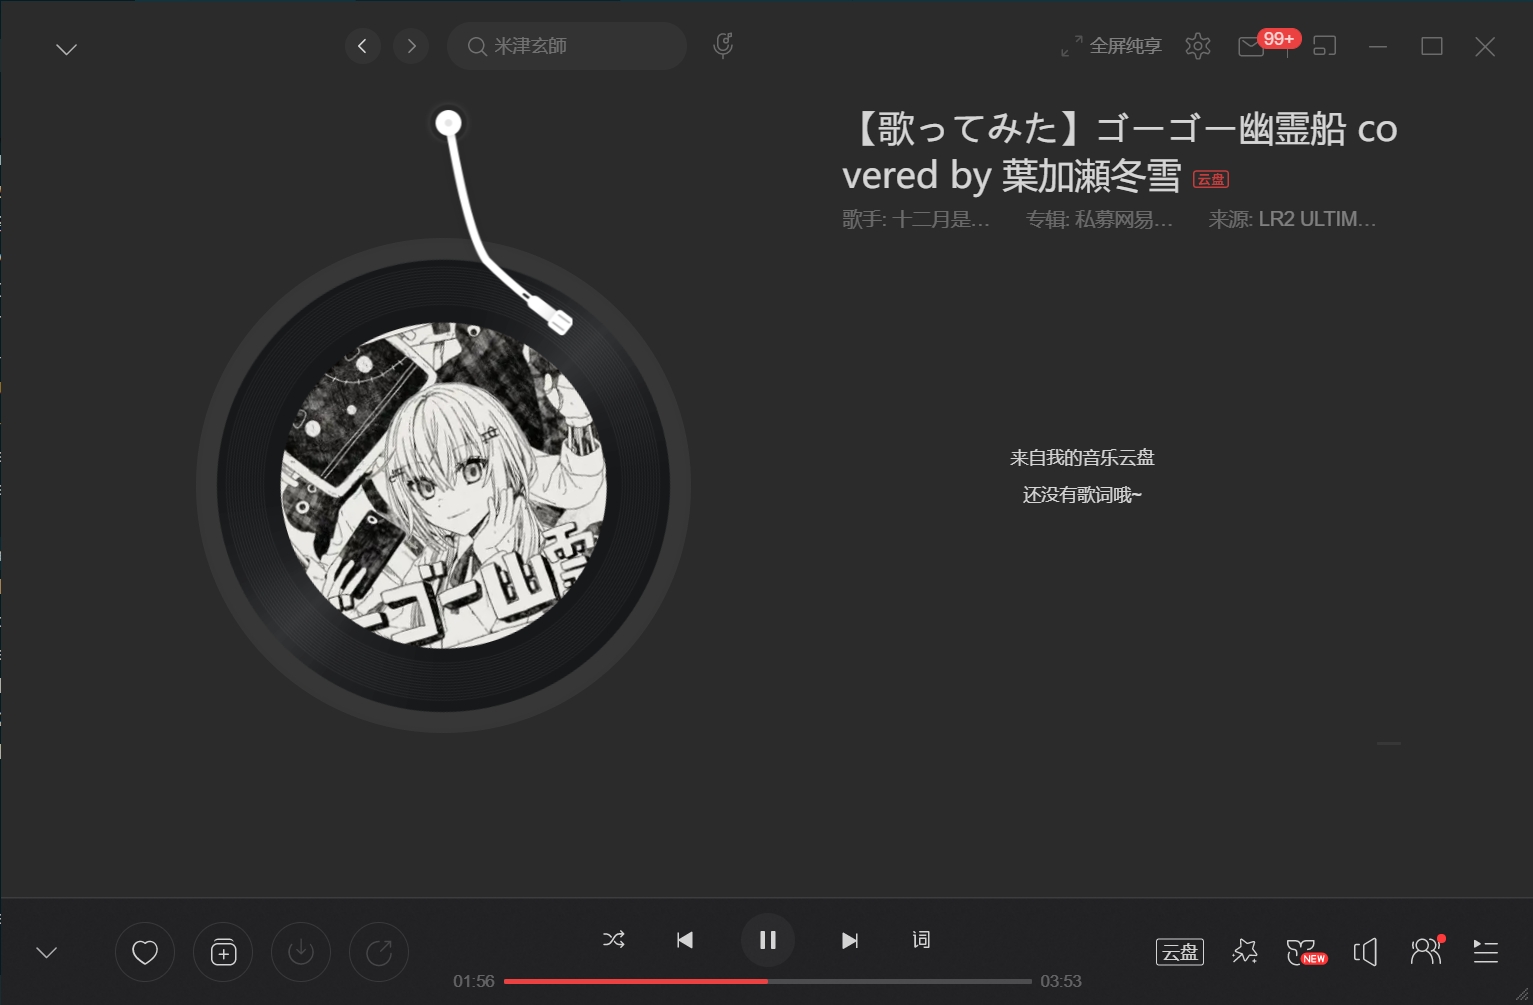 米津玄師
全屏纯享
99+
【歌ってみた】ゴーゴー幽霊船 co
vered by 葉加瀬冬雪 云盘
歌手: 十二月是... 专辑: 私募网易... 来源: LR2 ULTIM...
来自我的音乐云盘
还没有歌词哦~
ゴー幽霊
词
云盘
NEW
01:56
03:53